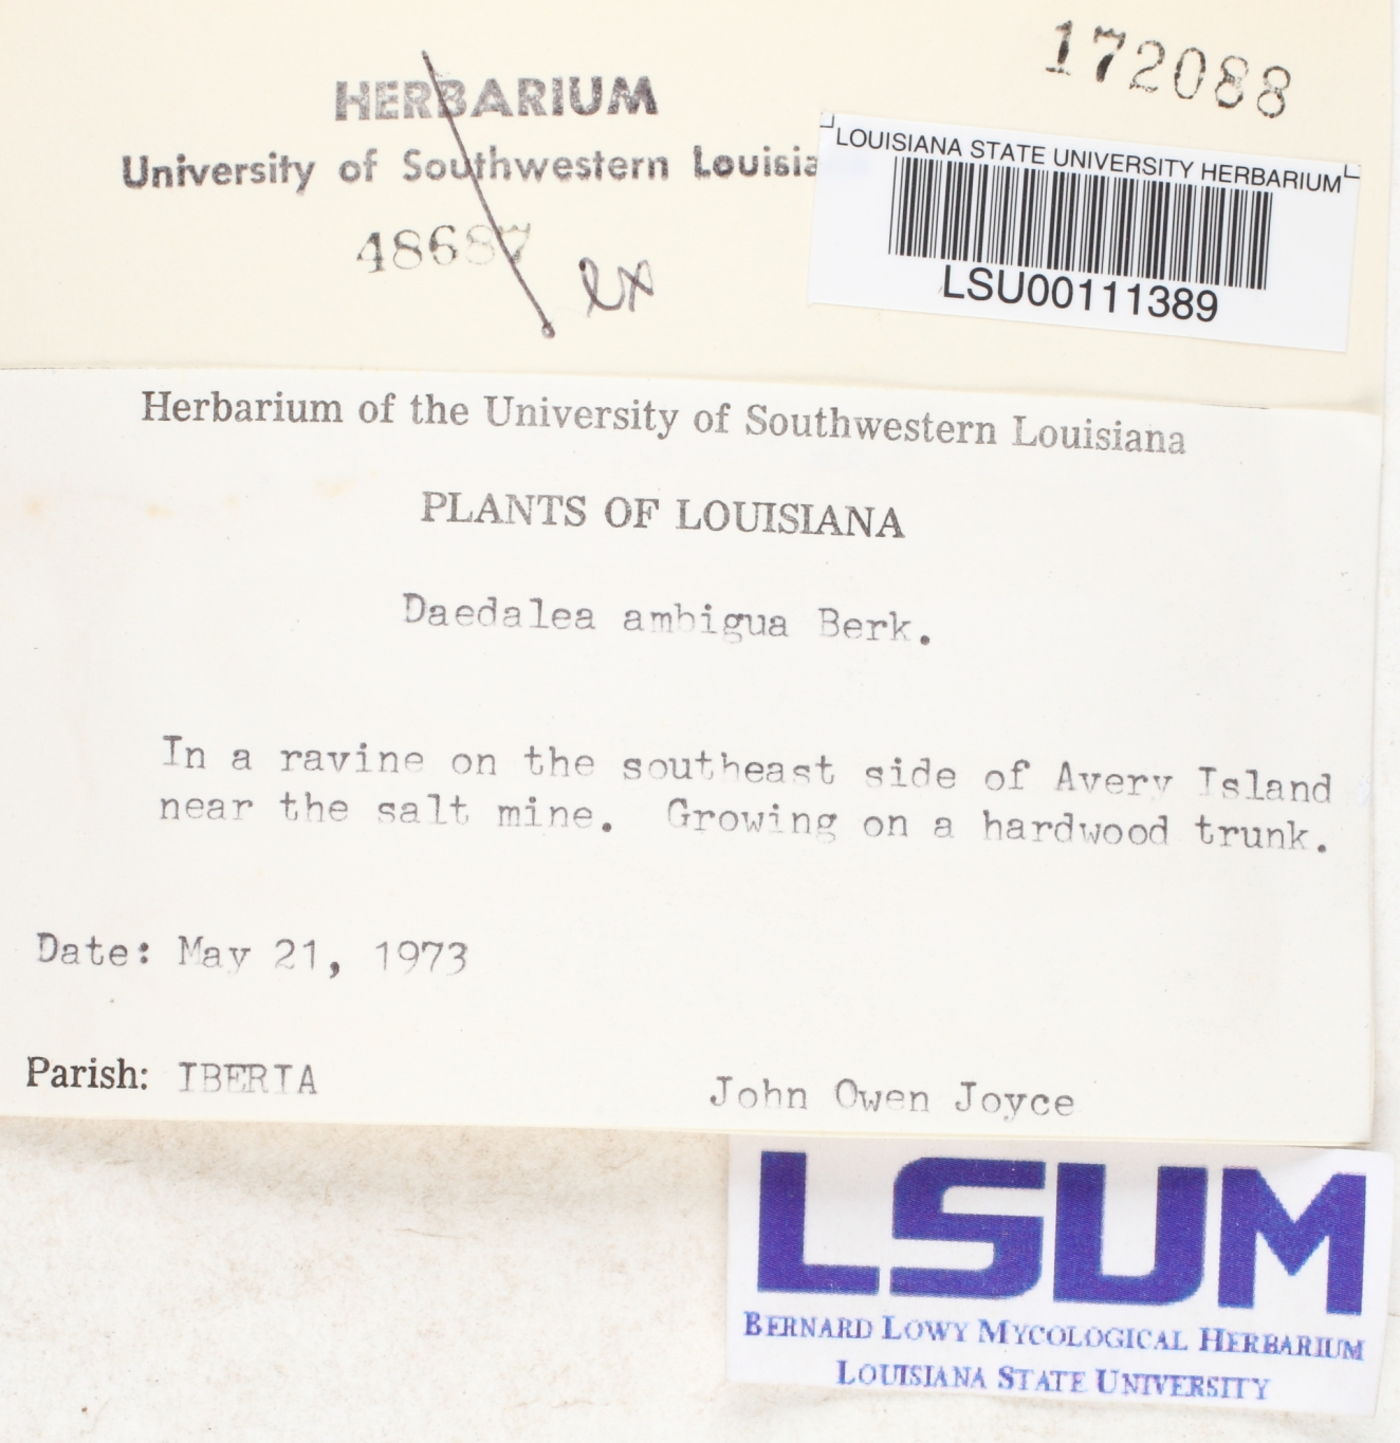 172088
HERBARIUM
University of Southwestern Louisia
48687
ex
LOUISIANA STATE UNIVERSITY HERBARIUM
LSU00111389
Herbarium of the University of Southwestern Louisiana
PLANTS OF LOUISIANA
Daedalea ambigua Berk.
In a ravine on the southeast side of Avery Island
near the salt mine. Growing on a hardwood trunk.
Date: May 21, 1973
Parish: IBERIA
John Owen Joyce
LSUM
BERNARD LOWY MYCOLOGICAL HERBARIUM
LOUISIANA STATE UNIVERSITY